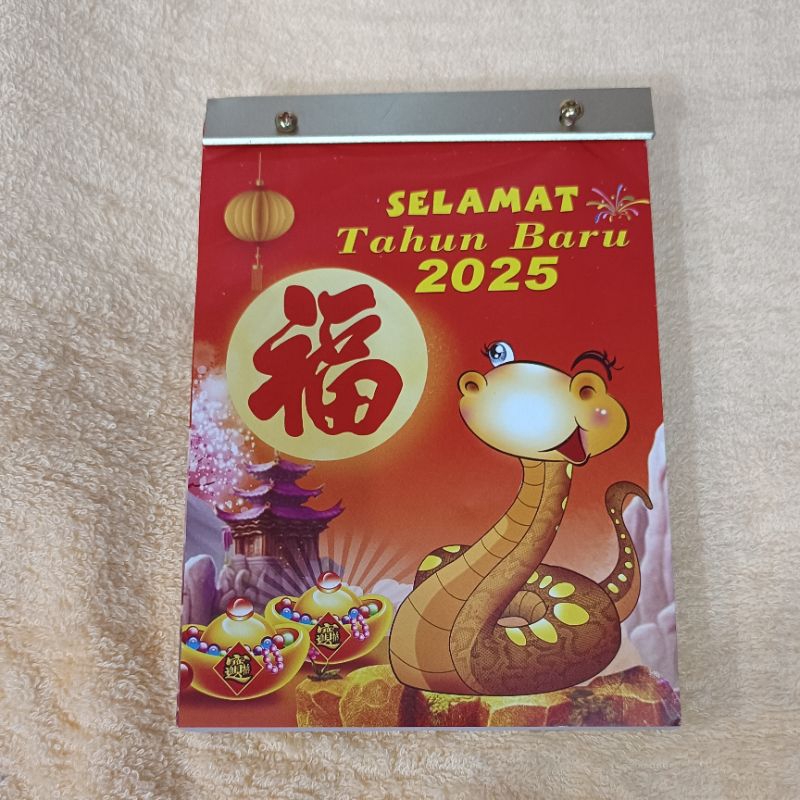 SELAMAT
Tahun Baru
2025
福